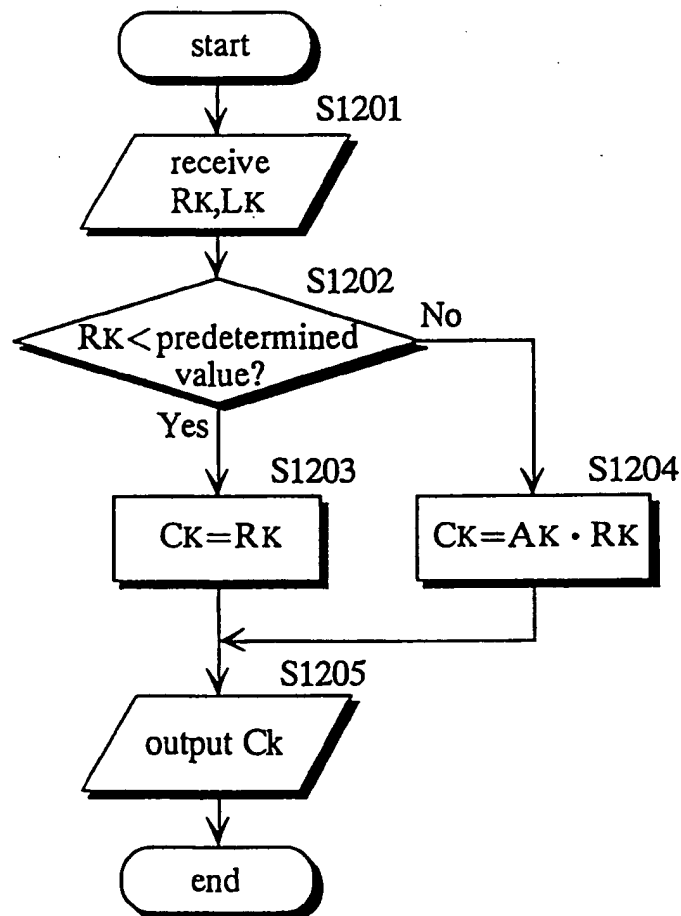 start
S1201
receive
RK,LK
S1202
RK<predetermined
value?
No
Yes
S1203
S1204
CK=RK
CK=AK・RK
S1205
output Ck
end